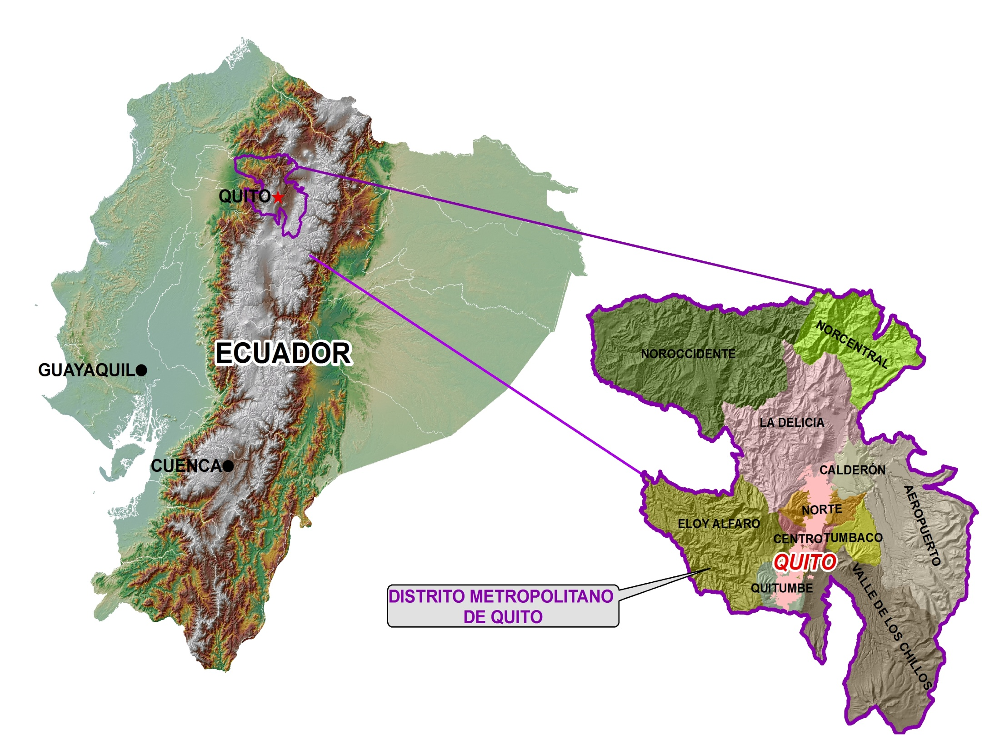 QUITO
ECUADOR
GUAYAQUIL
CUENCA
NOROCCIDENTE
NORCENTRAL
LA DELICIA
CALDERÓN
AEROPUERTO
NORTE
ELOY ALFARO
CENTRO
TUMBACO
QUITO
QUITUMBE
VALLE DE LOS CHILLOS
DISTRITO METROPOLITANO
DE QUITO